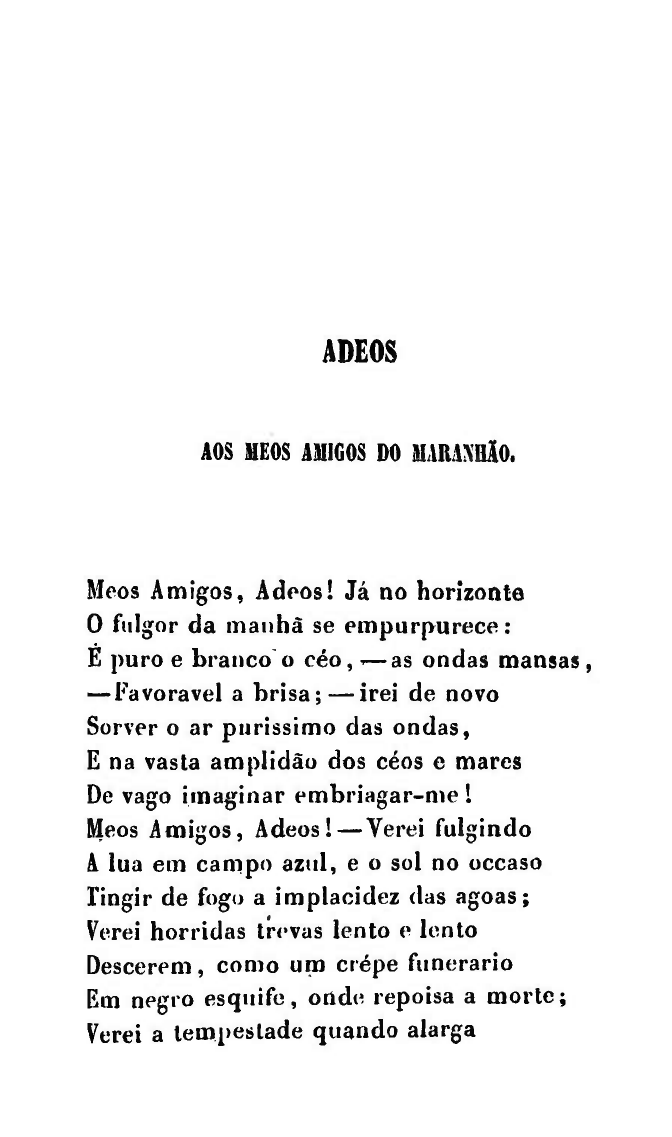 ADEOS
AOS MEOS AMIGOS DO MARANHÃO.
Meos Amigos, Adeos! Já no horizonte
O fulgor da manhã se empurpurece:
É puro e branco o céo, — as ondas mansas,
— Favoravel a brisa; — irei de novo
Sorver o ar purissimo das ondas,
E na vasta amplidão dos céos e mares
De vago imaginar embriagar-me!
Meos Amigos, Adeos! — Verei fulgindo
A lua em campo azul, e o sol no occaso
Tingir de fogo a implacidez das agoas;
Verei horridas trevas lento e lento
Descerem, como um crépe funerario
Em negro esquife, onde repoisa a morte;
Verei a tempestade quando alarga